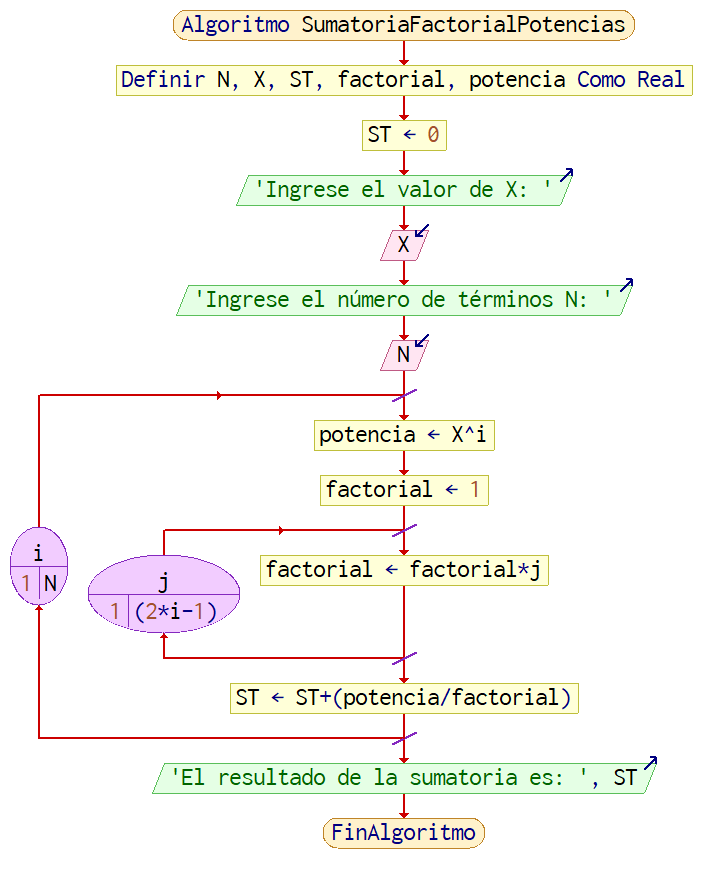 Algoritmo SumatoriaFactorialPotencias
Definir N, X, ST, factorial, potencia Como Real
ST ← 0
'Ingrese el valor de X: '
X
'Ingrese el número de términos N: '
N
potencia ← X^i
factorial ← 1
i
1 N
j
1 (2*i-1)
factorial ← factorial*j
ST ← ST+(potencia/factorial)
'El resultado de la sumatoria es: ', ST
FinAlgoritmo